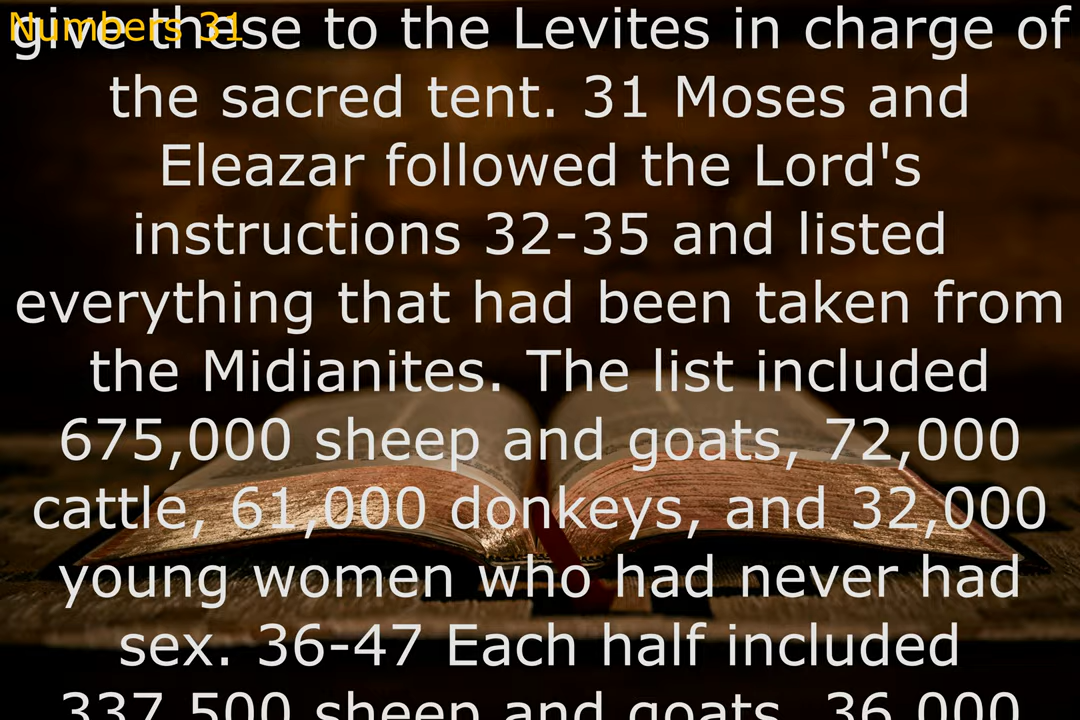 Numbers 31
give these to the Levites in charge of
the sacred tent. 31 Moses and
Eleazar followed the Lord's
instructions 32-35 and listed
everything that had been taken from
the Midianites. The list included
675,000 sheep and goats, 72,000
cattle, 61,000 donkeys, and 32,000
young women who had never had
sex. 36-47 Each half included
337,500 sheep and goats, 36,000